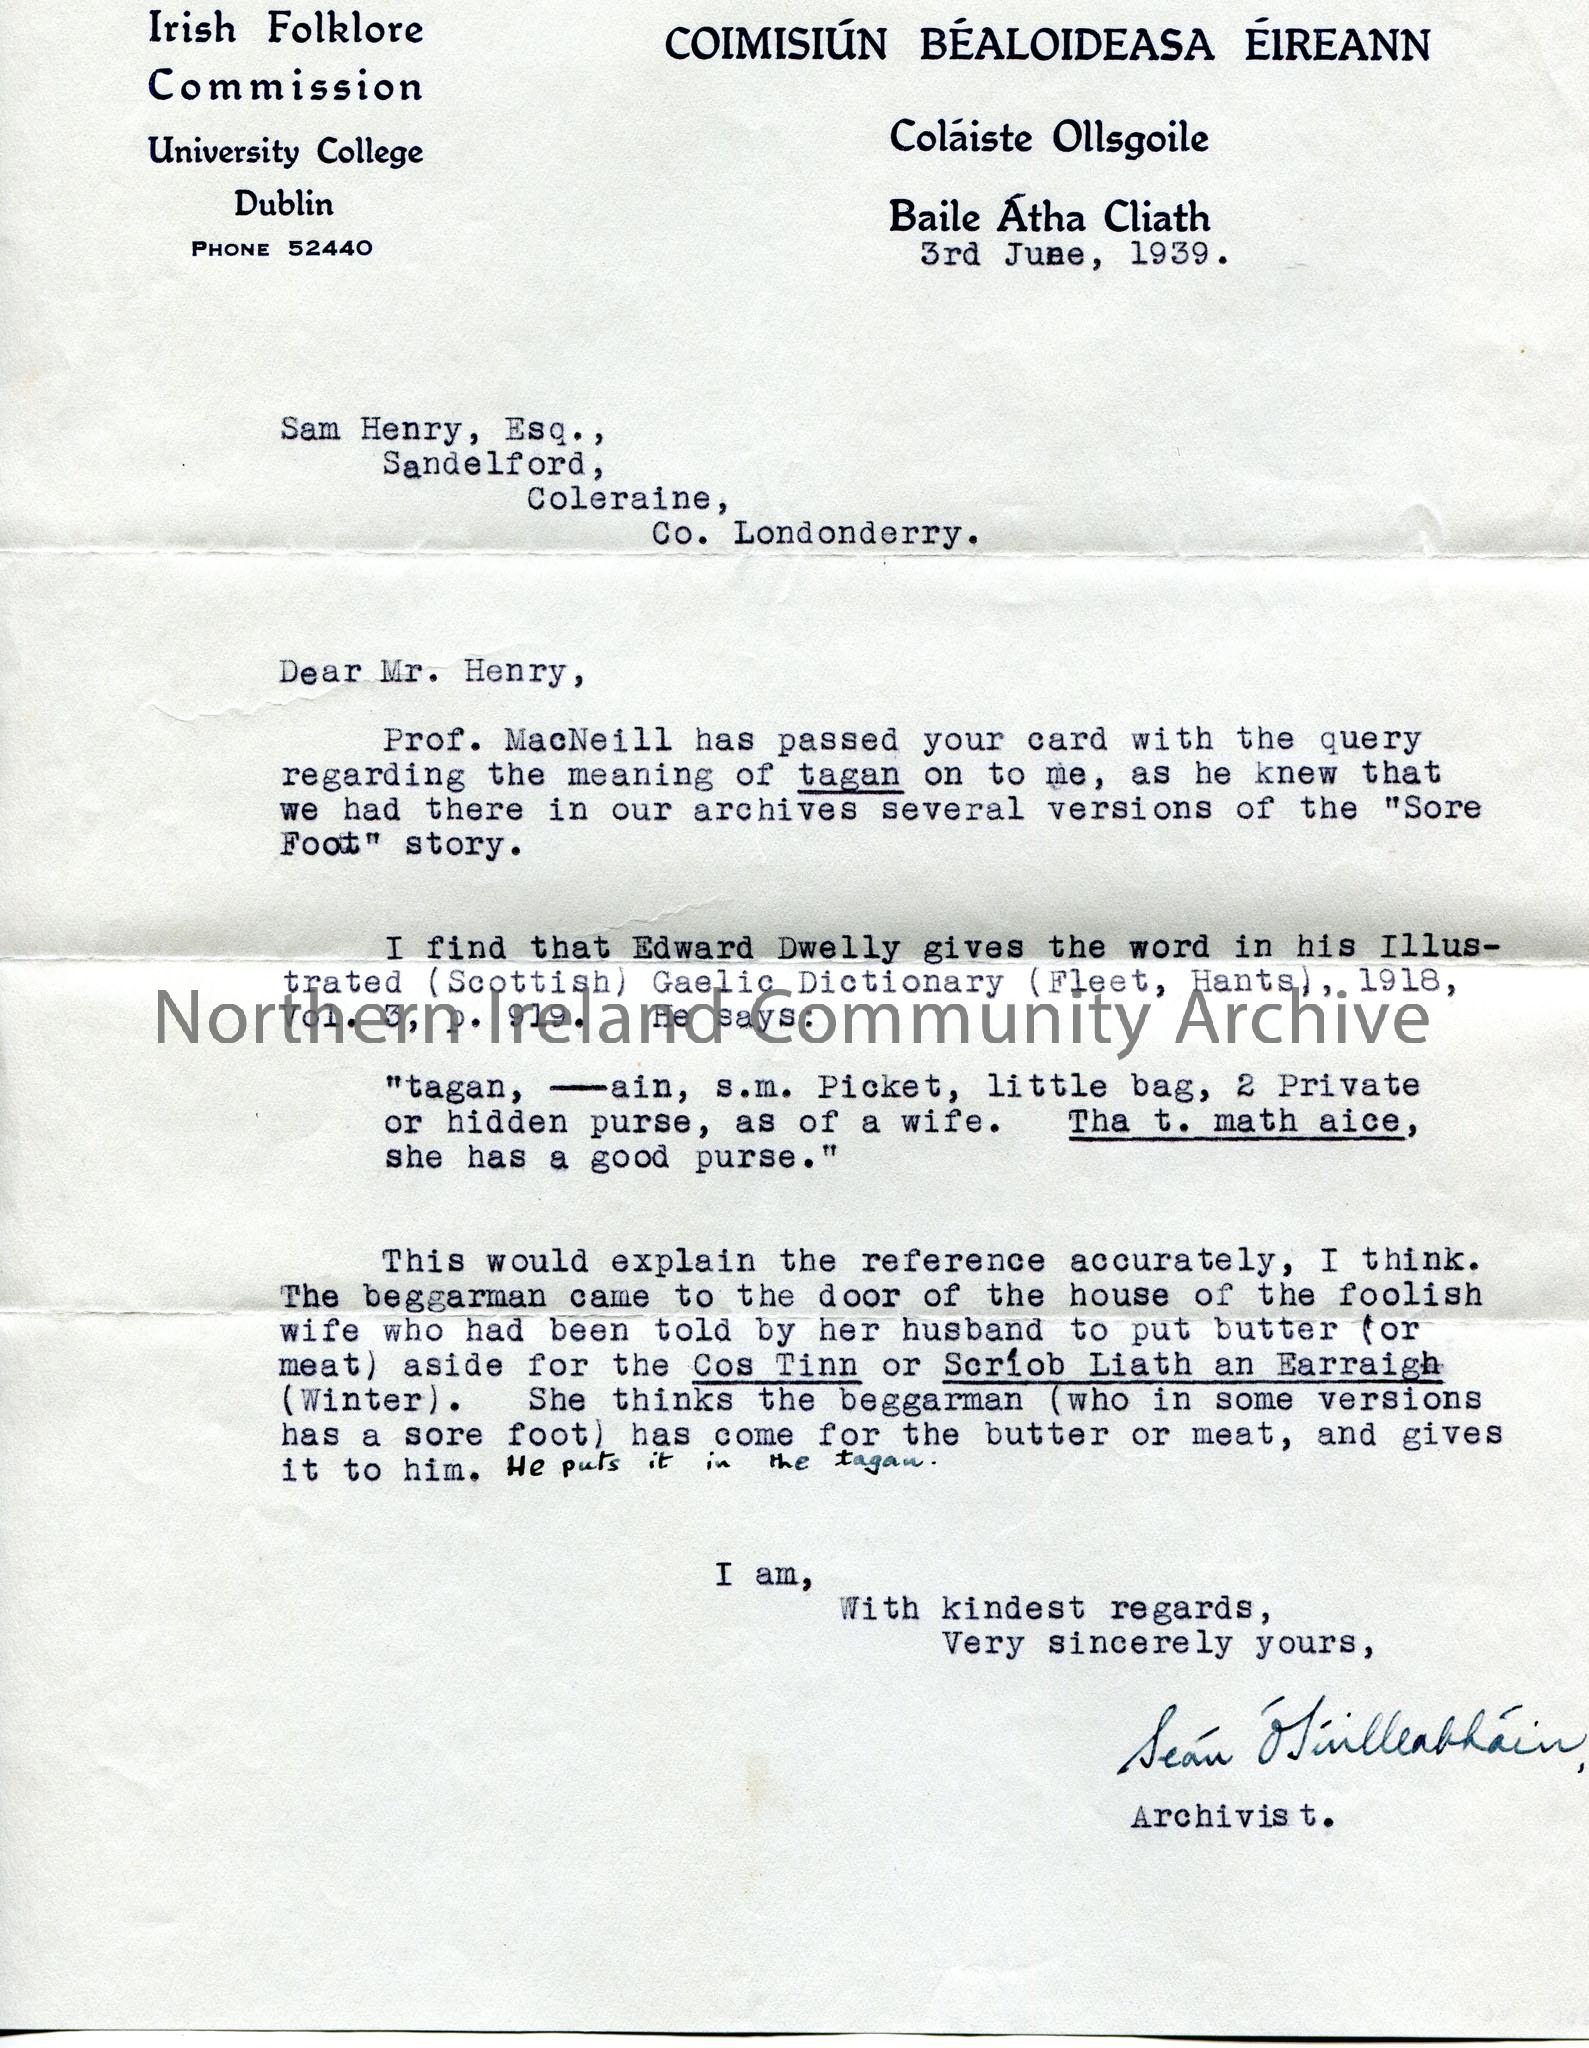 Irish Folklore
Commission
University College
Dublin
PHONE 52440
COIMISIÚN BÉALOIDEASA ÉIREANN
Coláiste Ollsgoile
Baile Átha Cliath
3rd June, 1939.
Sam Henry, Esq.,
Sandelford,
Coleraine,
Co. Londonderry.
Dear Mr. Henry,
Prof. MacNeill has passed your card with the query
regarding the meaning of tagan on to me, as he knew that
we had there in our archives several versions of the "Sore
Foot" story.
I find that Edward Dwelly gives the word in his Illus-
trated (Scottish) Gaelic Dictionary (Fleet, Hants), 1918,
Vol. 3, p. 919. He says:
Northern Ireland Community Archive
"tagan, —ain, s.m. Picket, little bag, 2 Private
or hidden purse, as of a wife. Tha t. math aice,
she has a good purse."
This would explain the reference accurately, I think.
The beggarman came to the door of the house of the foolish
wife who had been told by her husband to put butter (or
meat) aside for the Cos Tinn or Scríob Liath an Earraigh
(Winter). She thinks the beggarman (who in some versions
has a sore foot) has come for the butter or meat, and gives
it to him. He puts it in the tagan.
I am,
With kindest regards,
Very sincerely yours,
Seán Ó Súilleabháin,
Archivist.